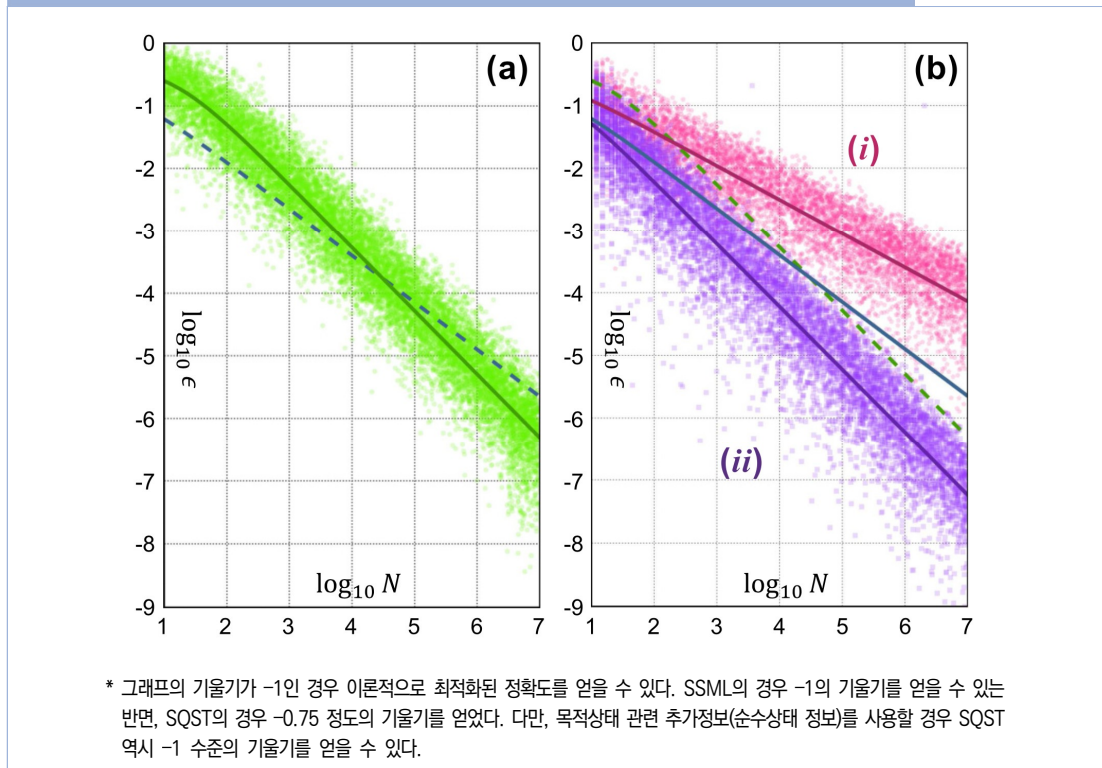 (a)
0
-1
-2
-3
-4
-5
-6
-7
-8
-9
log₁₀ ϵ
log₁₀ N
1 2 3 4 5 6 7
(b)
(i)
(ii)
0
-1
-2
-3
-4
-5
-6
-7
-8
-9
log₁₀ ϵ
log₁₀ N
1 2 3 4 5 6 7
* 그래프의 기울기가 -1인 경우 이론적으로 최적화된 정확도를 얻을 수 있다. SSML의 경우 -1의 기울기를 얻을 수 있는
반면, SQST의 경우 -0.75 정도의 기울기를 얻었다. 다만, 목적상태 관련 추가정보(순수상태 정보)를 사용할 경우 SQST
역시 -1 수준의 기울기를 얻을 수 있다.